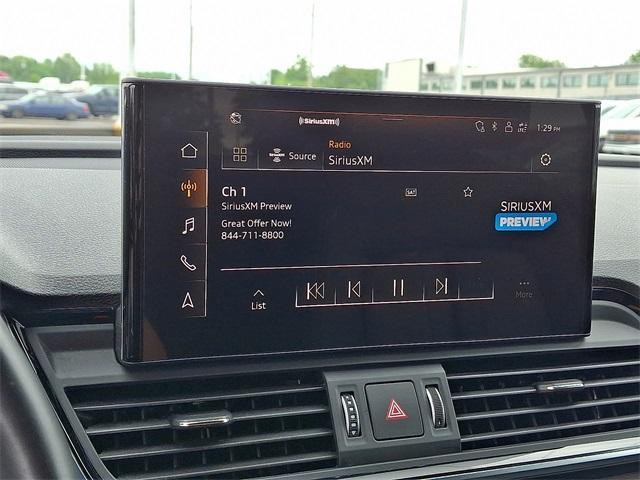 ((SiriusXM))
1:29 PM
Radio
Source
SiriusXM
Ch 1
SAT
SiriusXM Preview
SIRIUSXM
PREVIEW
Great Offer Now!
844-711-8800
List
More